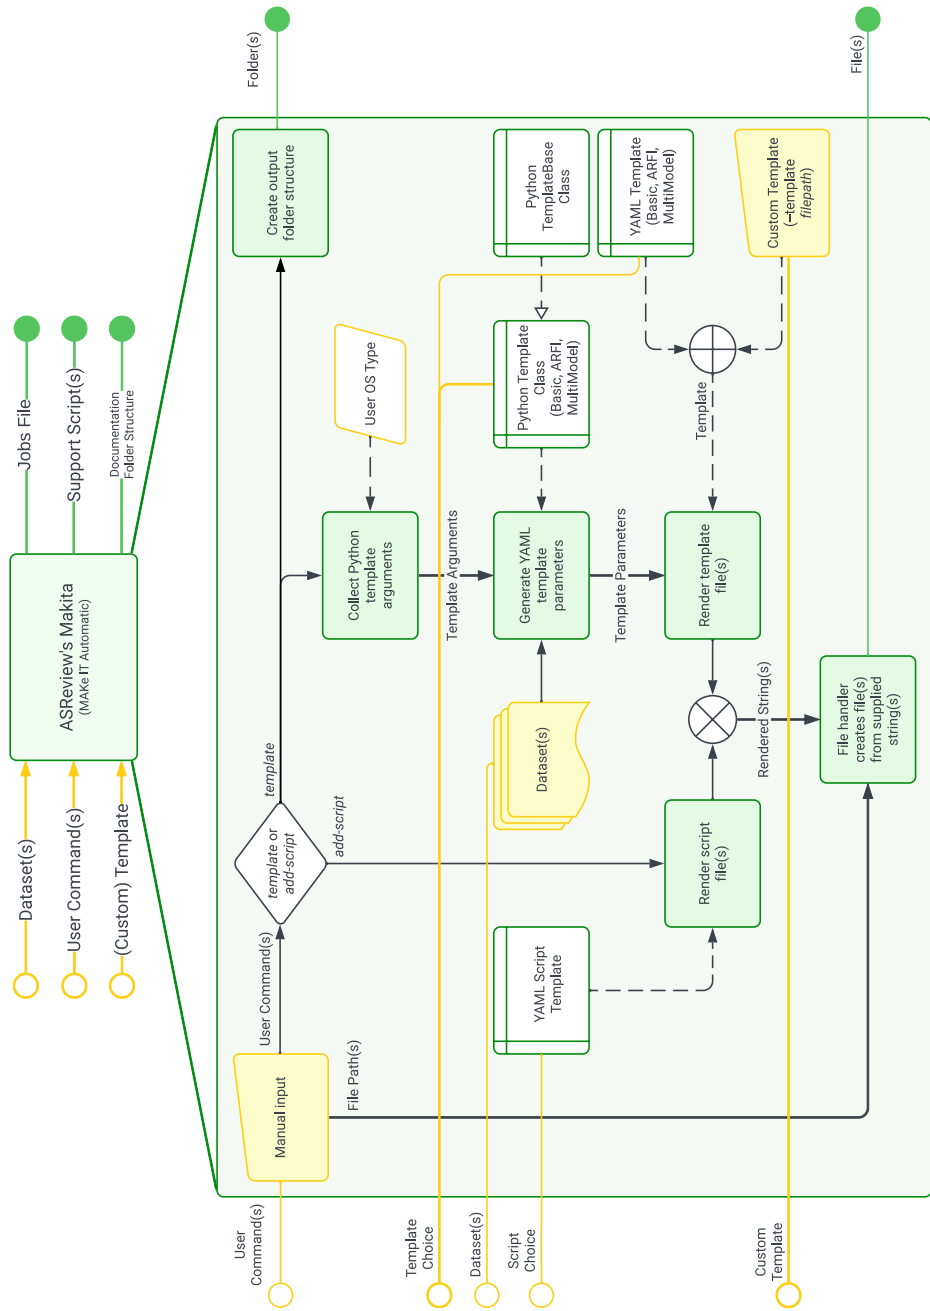 Dataset(s)
User Command(s)
(Custom) Template
ASReview's Makita
(MAKe IT Automatic)
Jobs File
Support Script(s)
Documentation
Folder Structure
User
Command(s)
Manual input
User Command(s)
File Path(s)
template or
add-script
template
add-script
Create output
folder structure
Folder(s)
User OS Type
Collect Python
template
arguments
Template Arguments
Template
Choice
Dataset(s)
Script
Choice
YAML Script
Template
Dataset(s)
Generate YAML
template
parameters
Template Parameters
Python Template
Class
(Basic, ARFI,
MultiModel)
Python
TemplateBase
Class
YAML Template
(Basic, ARFI,
MultiModel)
Custom Template
(–template
filepath)
Template
Render script
file(s)
Render template
file(s)
Rendered String(s)
Custom
Template
File handler
creates file(s)
from supplied
string(s)
File(s)